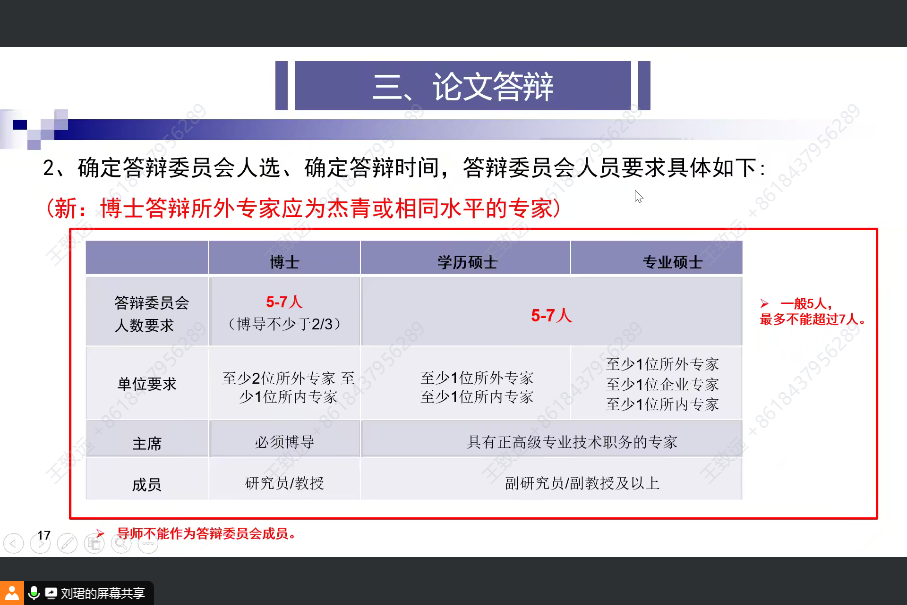 三、论文答辩
2、确定答辩委员会人选、确定答辩时间，答辩委员会人员要求具体如下：
(新：博士答辩所外专家应为杰青或相同水平的专家)
博士 学历硕士 专业硕士
答辩委员会
人数要求
5-7人
（博导不少于2/3）
5-7人
➢ 一般5人，
最多不能超过7人。
单位要求
至少2位所外专家 至
少1位所内专家
至少1位所外专家
至少1位所内专家
至少1位所外专家
至少1位企业专家
至少1位所内专家
主席 必须博导 具有正高级专业技术职务的专家
成员 研究员/教授 副研究员/副教授及以上
17
➢ 导师不能作为答辩委员会成员。
刘珺的屏幕共享
王致远 +8618437956289